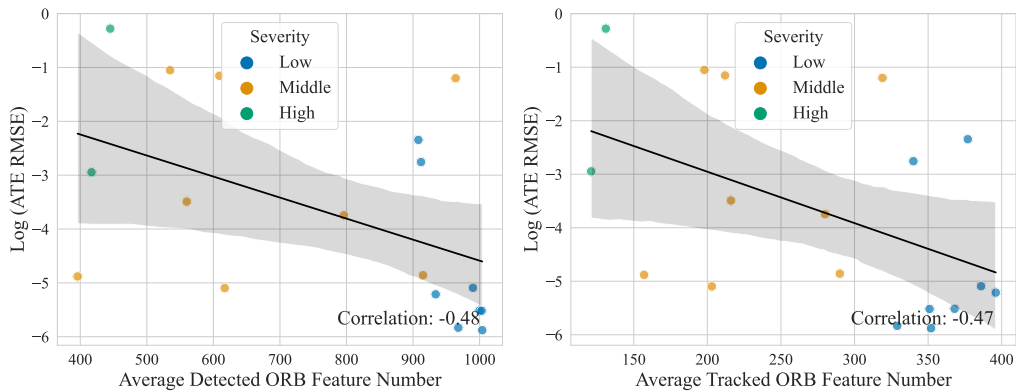 Severity
Low
Middle
High
Log (ATE RMSE)
−1
−2
−3
−4
−5
−6
Correlation: -0.48
400 500 600 700 800 900 1000
Average Detected ORB Feature Number
Severity
Low
Middle
High
Log (ATE RMSE)
−1
−2
−3
−4
−5
−6
Correlation: -0.47
150 200 250 300 350 400
Average Tracked ORB Feature Number